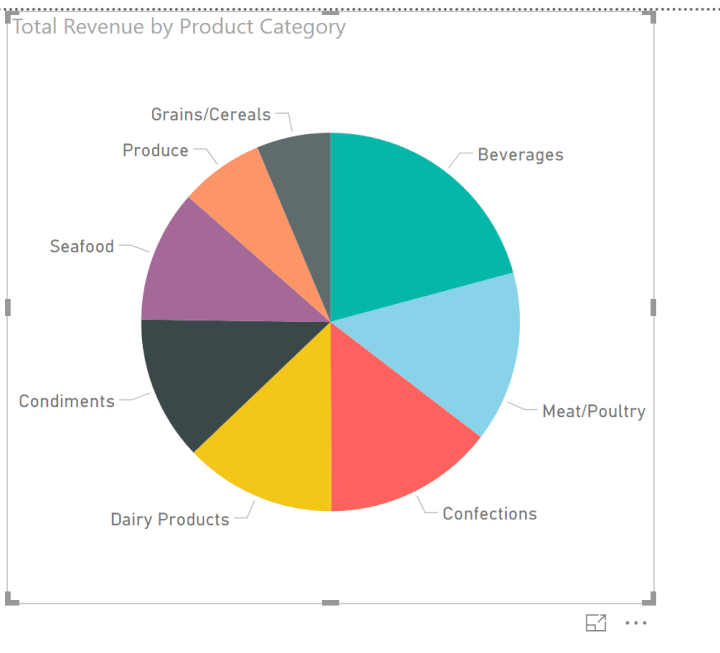 Total Revenue by Product Category
Grains/Cereals
Produce
Beverages
Seafood
Condiments
Meat/Poultry
Dairy Products
Confections